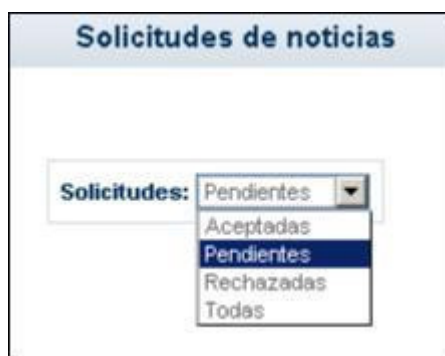 Solicitudes de noticias
Solicitudes: Pendientes
Aceptadas
Pendientes
Rechazadas
Todas